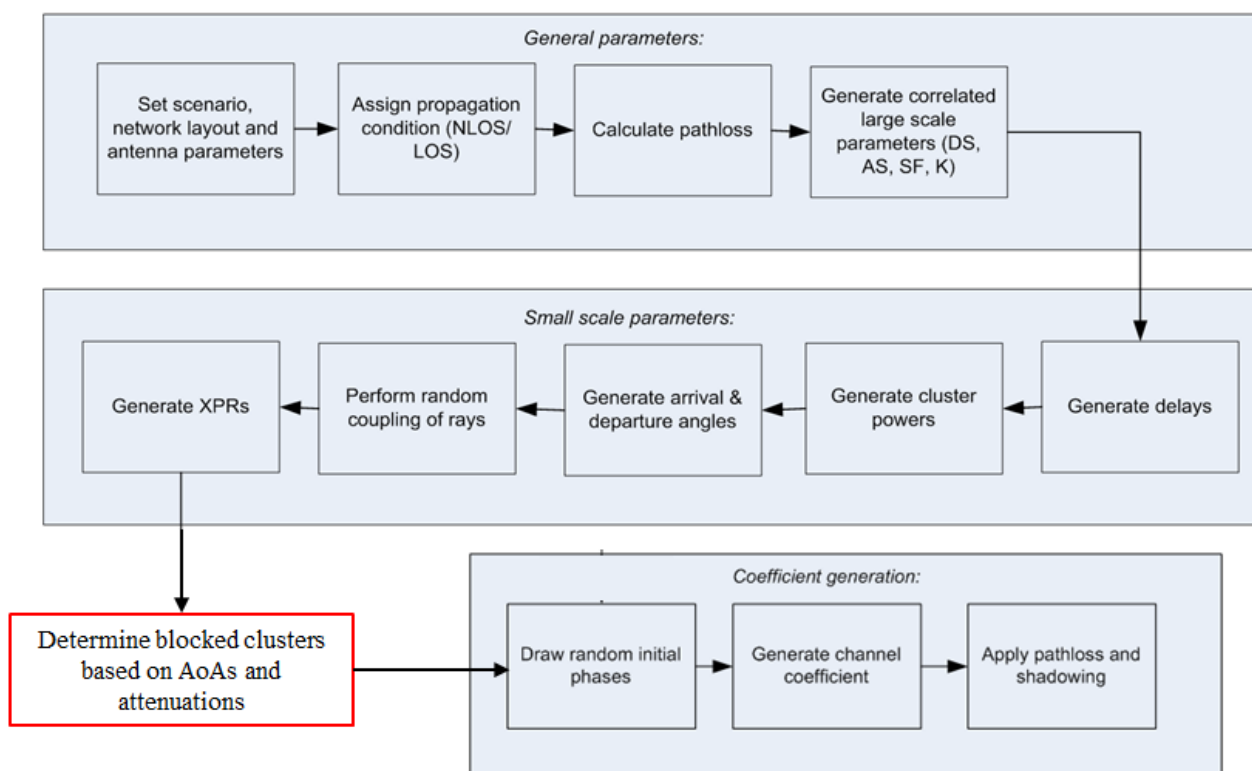 General parameters:
Set scenario,
network layout and
antenna parameters
Assign propagation
condition (NLOS/
LOS)
Calculate pathloss
Generate correlated
large scale
parameters (DS,
AS, SF, K)
Small scale parameters:
Generate XPRs
Perform random
coupling of rays
Generate arrival &
departure angles
Generate cluster
powers
Generate delays
Determine blocked clusters
based on AoAs and
attenuations
Coefficient generation:
Draw random initial
phases
Generate channel
coefficient
Apply pathloss and
shadowing